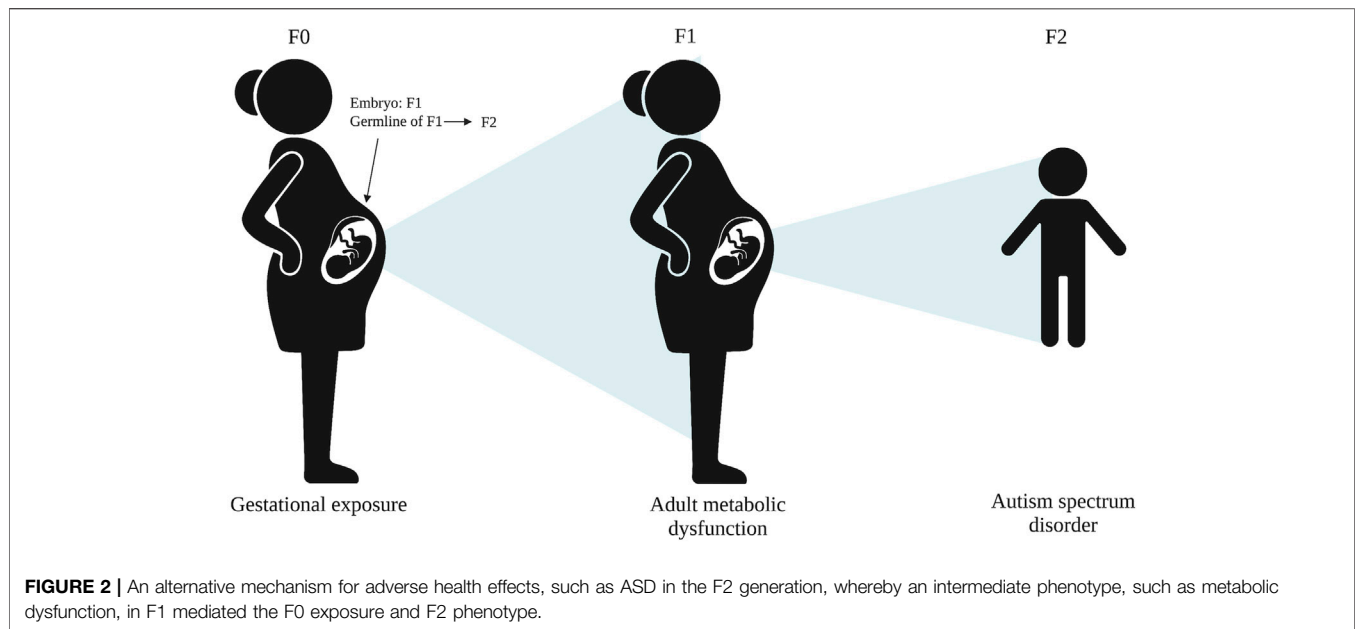 F0
F1
F2
Embryo: F1
Germline of F1⟶ F2
Gestational exposure
Adult metabolic
dysfunction
Autism spectrum
disorder
FIGURE 2 | An alternative mechanism for adverse health effects, such as ASD in the F2 generation, whereby an intermediate phenotype, such as metabolic
dysfunction, in F1 mediated the F0 exposure and F2 phenotype.